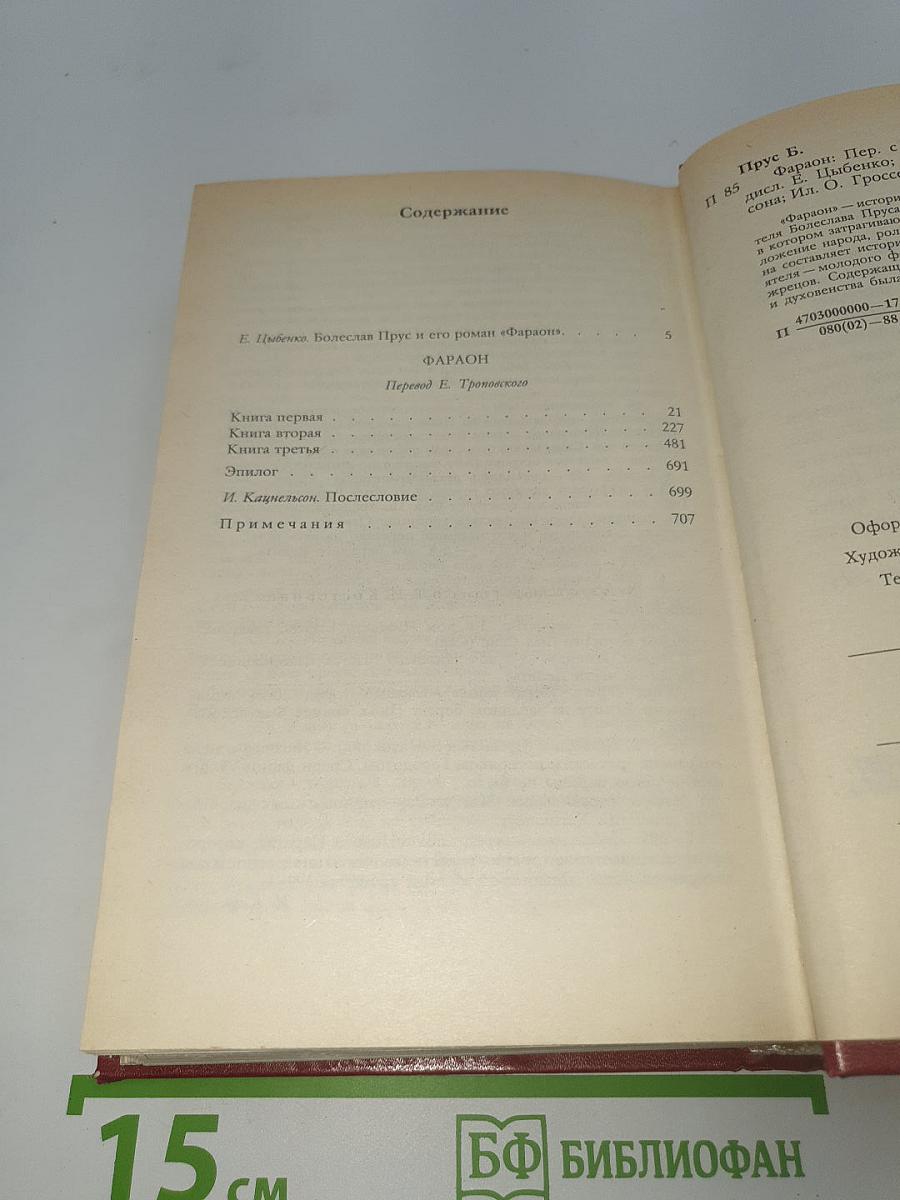 Содержание
Е. Цыбенко. Болеслав Прус и его роман «Фараон». . . . . 5
ФАРАОН
Перевод Е. Троповского
Книга первая . . . . . . . . . . . . . . . . . . 21
Книга вторая . . . . . . . . . . . . . . . . . . 227
Книга третья . . . . . . . . . . . . . . . . . . 481
Эпилог . . . . . . . . . . . . . . . . . . . . 691
И. Кацнельсон. Послесловие . . . . . . . . . . . . 699
Примечания . . . . . . . . . . . . . . . . 707
Прус Б.
П 85 Фараон: Пер. с
дисл. Е. Цыбенко;
сона; Ил. О. Гроссе
«Фараон» — истори
теля Болеслава Пруса
в котором затрагиваю
ложение народа, рол
на составляет истори
ятеля — молодого ф
жрецов. Содержащ
и духовенства была
П 4703000000—17
080(02)—88
Офор
Худож
Те
15 см
БФ БИБЛИОФАН